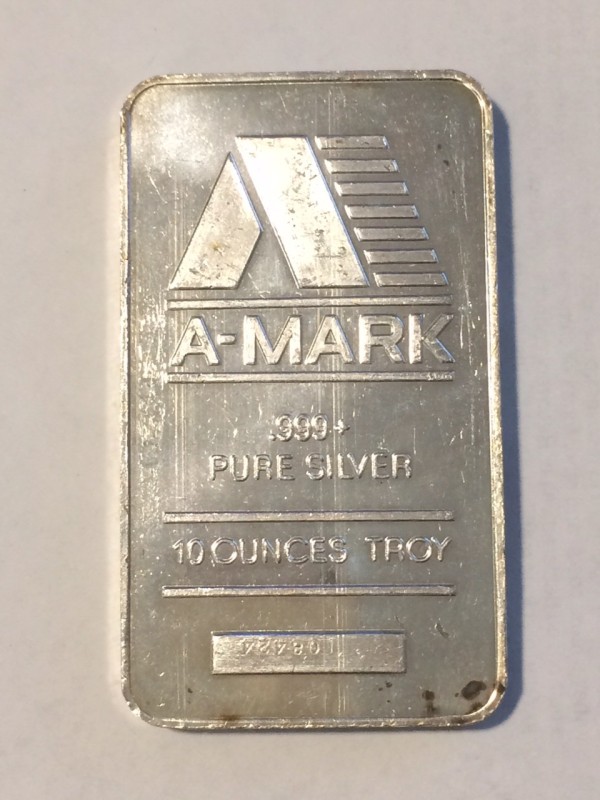 A-MARK
.999+
PURE SILVER
10 OUNCES TROY